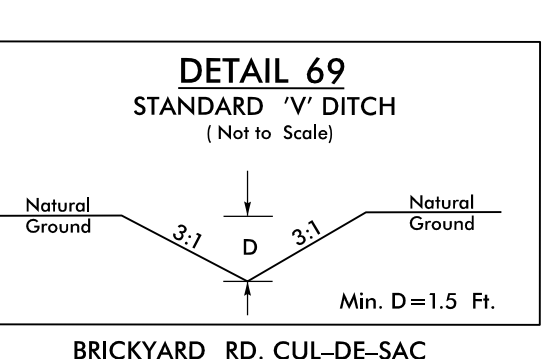 DETAIL 69
STANDARD 'V' DITCH
( Not to Scale)
Natural
Ground
3:1
D
3:1
Natural
Ground
Min. D=1.5 Ft.
BRICKYARD RD. CUL–DE–SAC